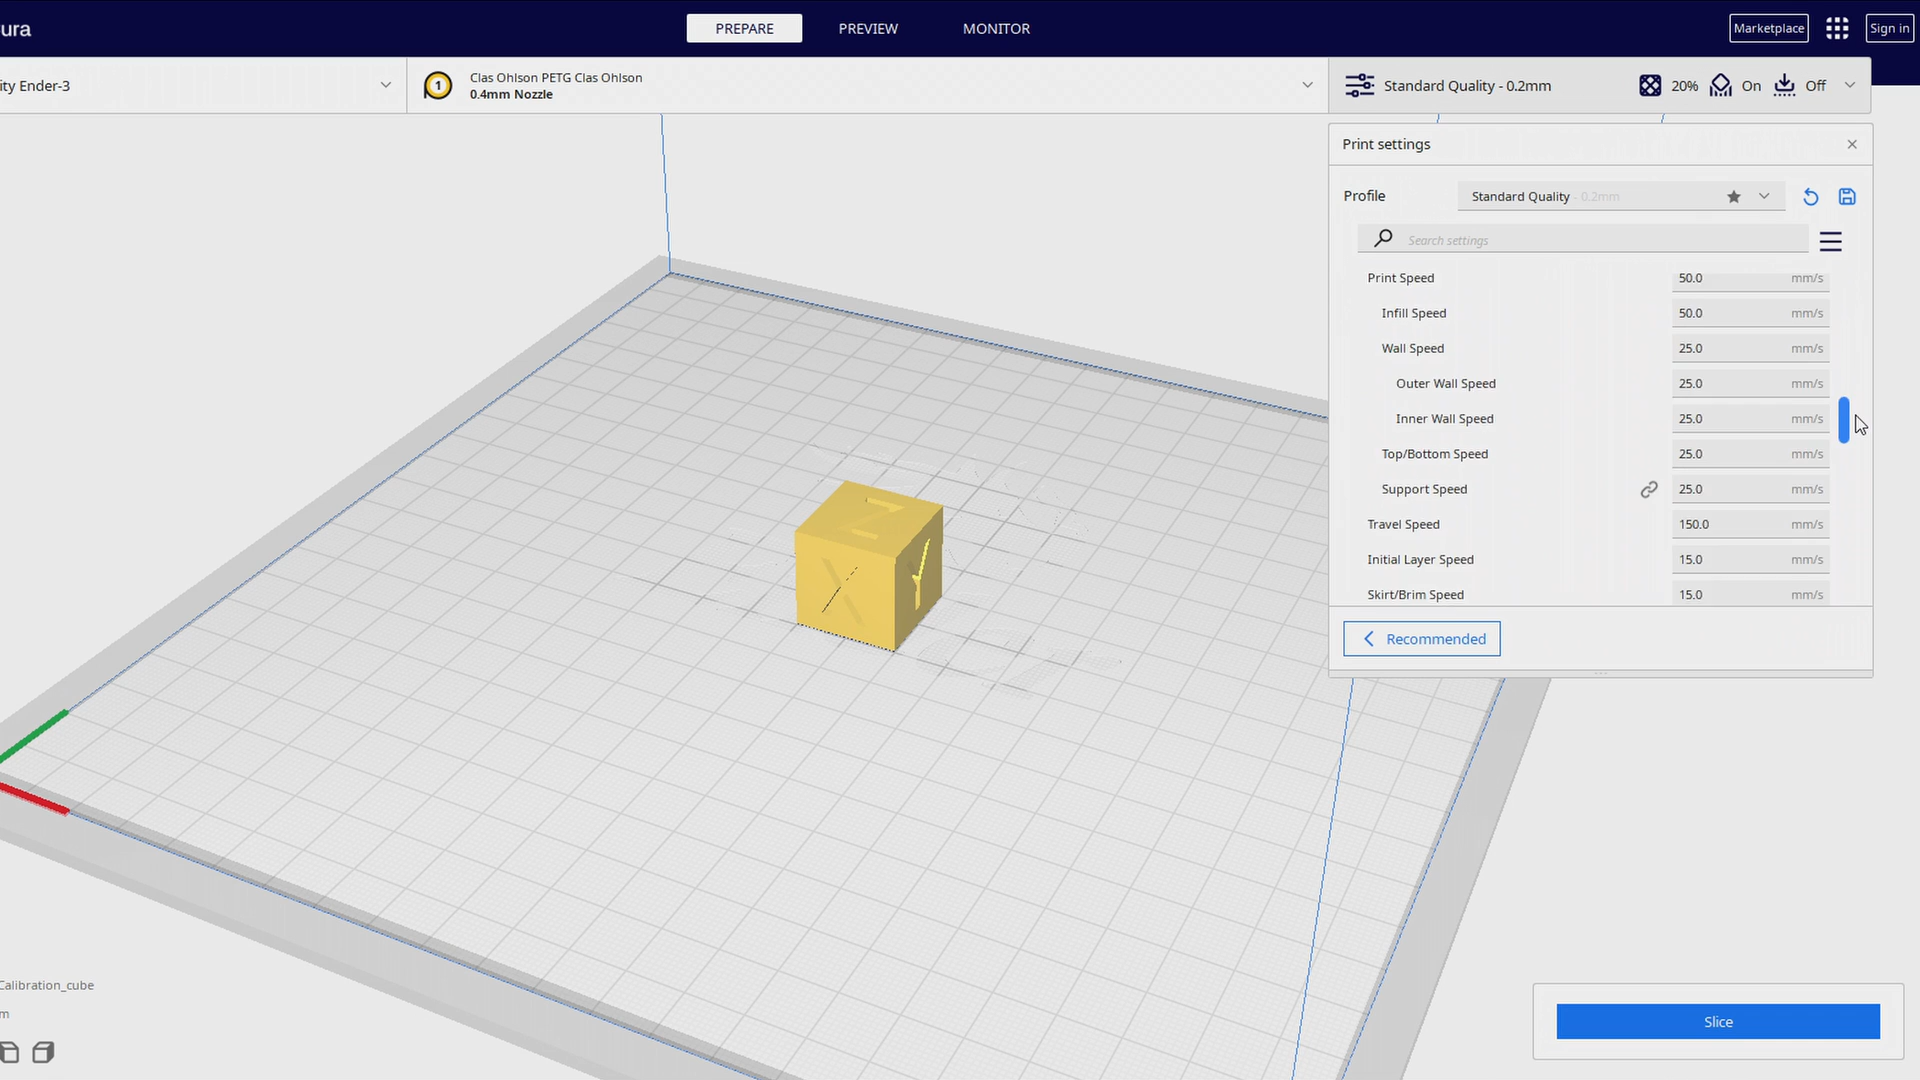 ura
PREPARE
PREVIEW
MONITOR
Marketplace
Sign in
ity Ender-3
1
Clas Ohlson PETG Clas Ohlson
0.4mm Nozzle
Standard Quality - 0.2mm
20%
On
Off
Print settings
Profile
Standard Quality - 0.2mm
Search settings
Print Speed 50.0 mm/s
Infill Speed 50.0 mm/s
Wall Speed 25.0 mm/s
Outer Wall Speed 25.0 mm/s
Inner Wall Speed 25.0 mm/s
Top/Bottom Speed 25.0 mm/s
Support Speed 25.0 mm/s
Travel Speed 150.0 mm/s
Initial Layer Speed 15.0 mm/s
Skirt/Brim Speed 15.0 mm/s
Recommended
Z
X
Y
Calibration_cube
m
Slice